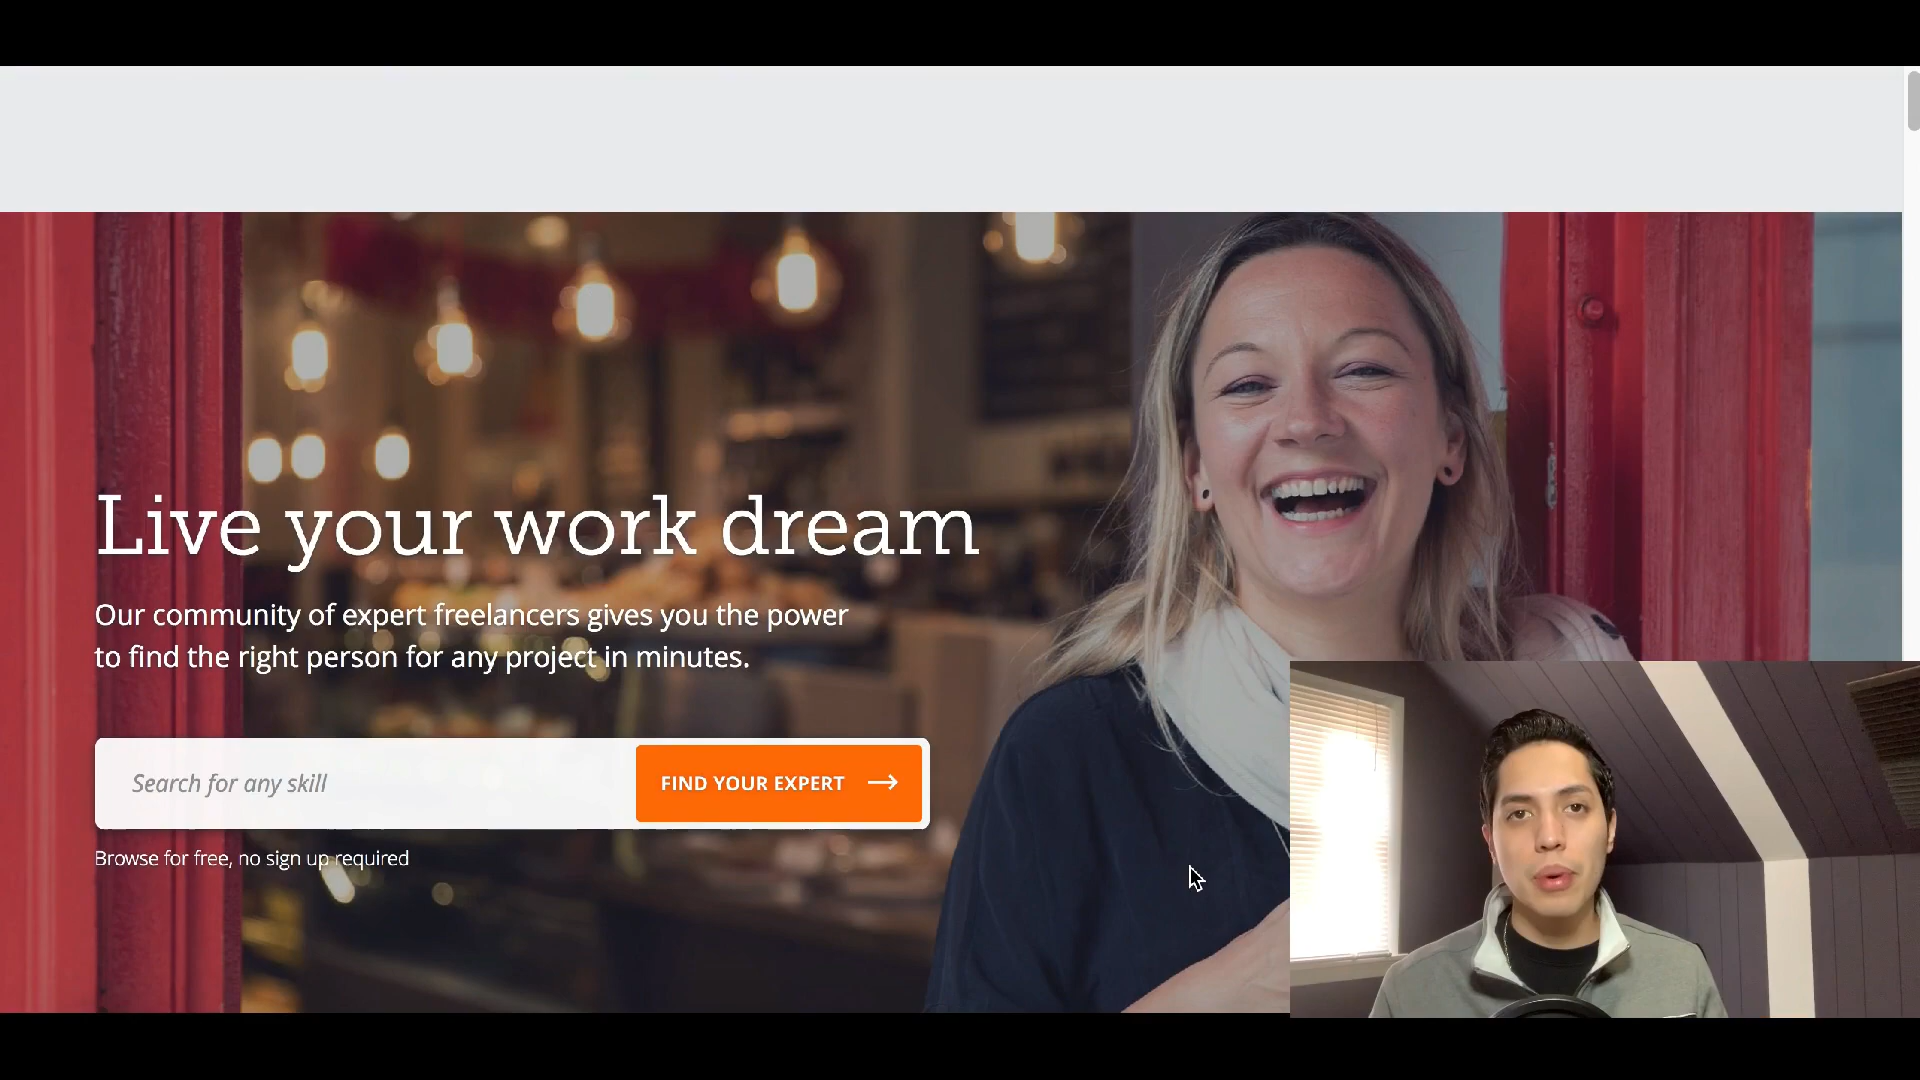 Live your work dream
Our community of expert freelancers gives you the power
to find the right person for any project in minutes.
Search for any skill
FIND YOUR EXPERT
Browse for free, no sign up required